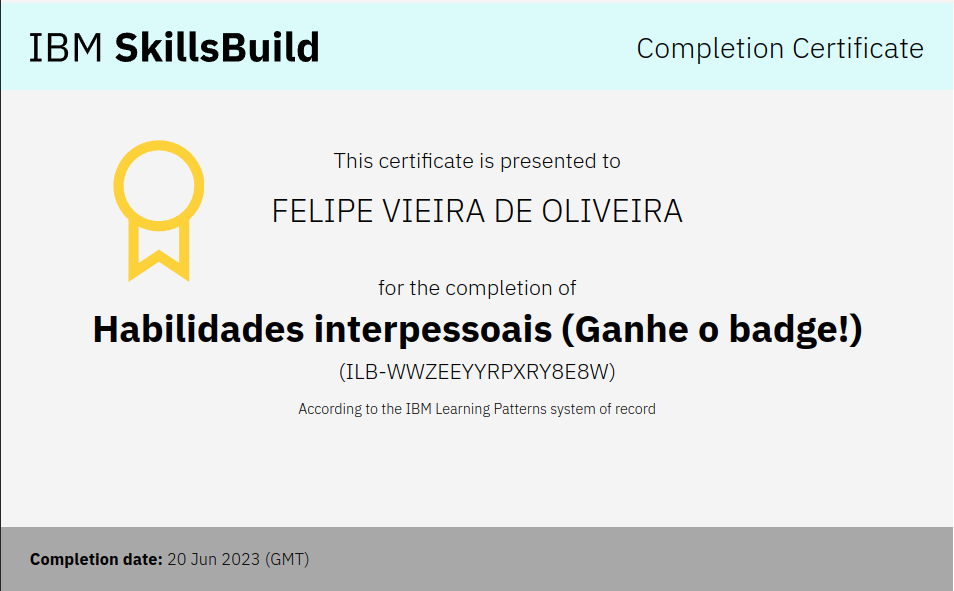 IBM SkillsBuild
Completion Certificate
This certificate is presented to
FELIPE VIEIRA DE OLIVEIRA
for the completion of
Habilidades interpessoais (Ganhe o badge!)
(ILB-WWZEEYYRPXRY8E8W)
According to the IBM Learning Patterns system of record
Completion date: 20 Jun 2023 (GMT)